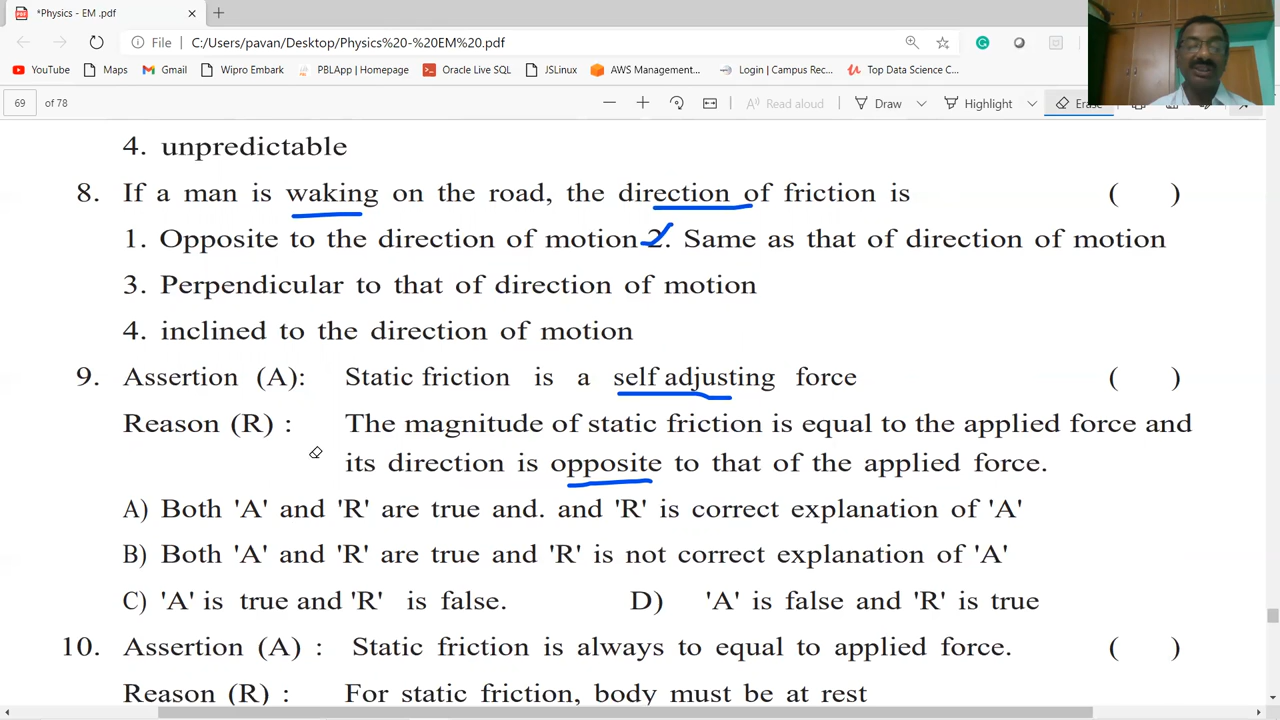 *Physics - EM .pdf
File C:/Users/pavan/Desktop/Physics%20-%20EM%20.pdf
YouTube Maps Gmail Wipro Embark PBLApp | Homepage Oracle Live SQL JSLinux AWS Management... Login | Campus Rec... Top Data Science C...
69 of 78 Read aloud Draw Highlight Erase
4. unpredictable
8. If a man is waking on the road, the direction of friction is ( )
1. Opposite to the direction of motion 2. Same as that of direction of motion
3. Perpendicular to that of direction of motion
4. inclined to the direction of motion
9. Assertion (A): Static friction is a self adjusting force ( )
Reason (R) : The magnitude of static friction is equal to the applied force and
its direction is opposite to that of the applied force.
A) Both 'A' and 'R' are true and. and 'R' is correct explanation of 'A'
B) Both 'A' and 'R' are true and 'R' is not correct explanation of 'A'
C) 'A' is true and 'R' is false. D) 'A' is false and 'R' is true
10. Assertion (A) : Static friction is always to equal to applied force. ( )
Reason (R) : For static friction, body must be at rest